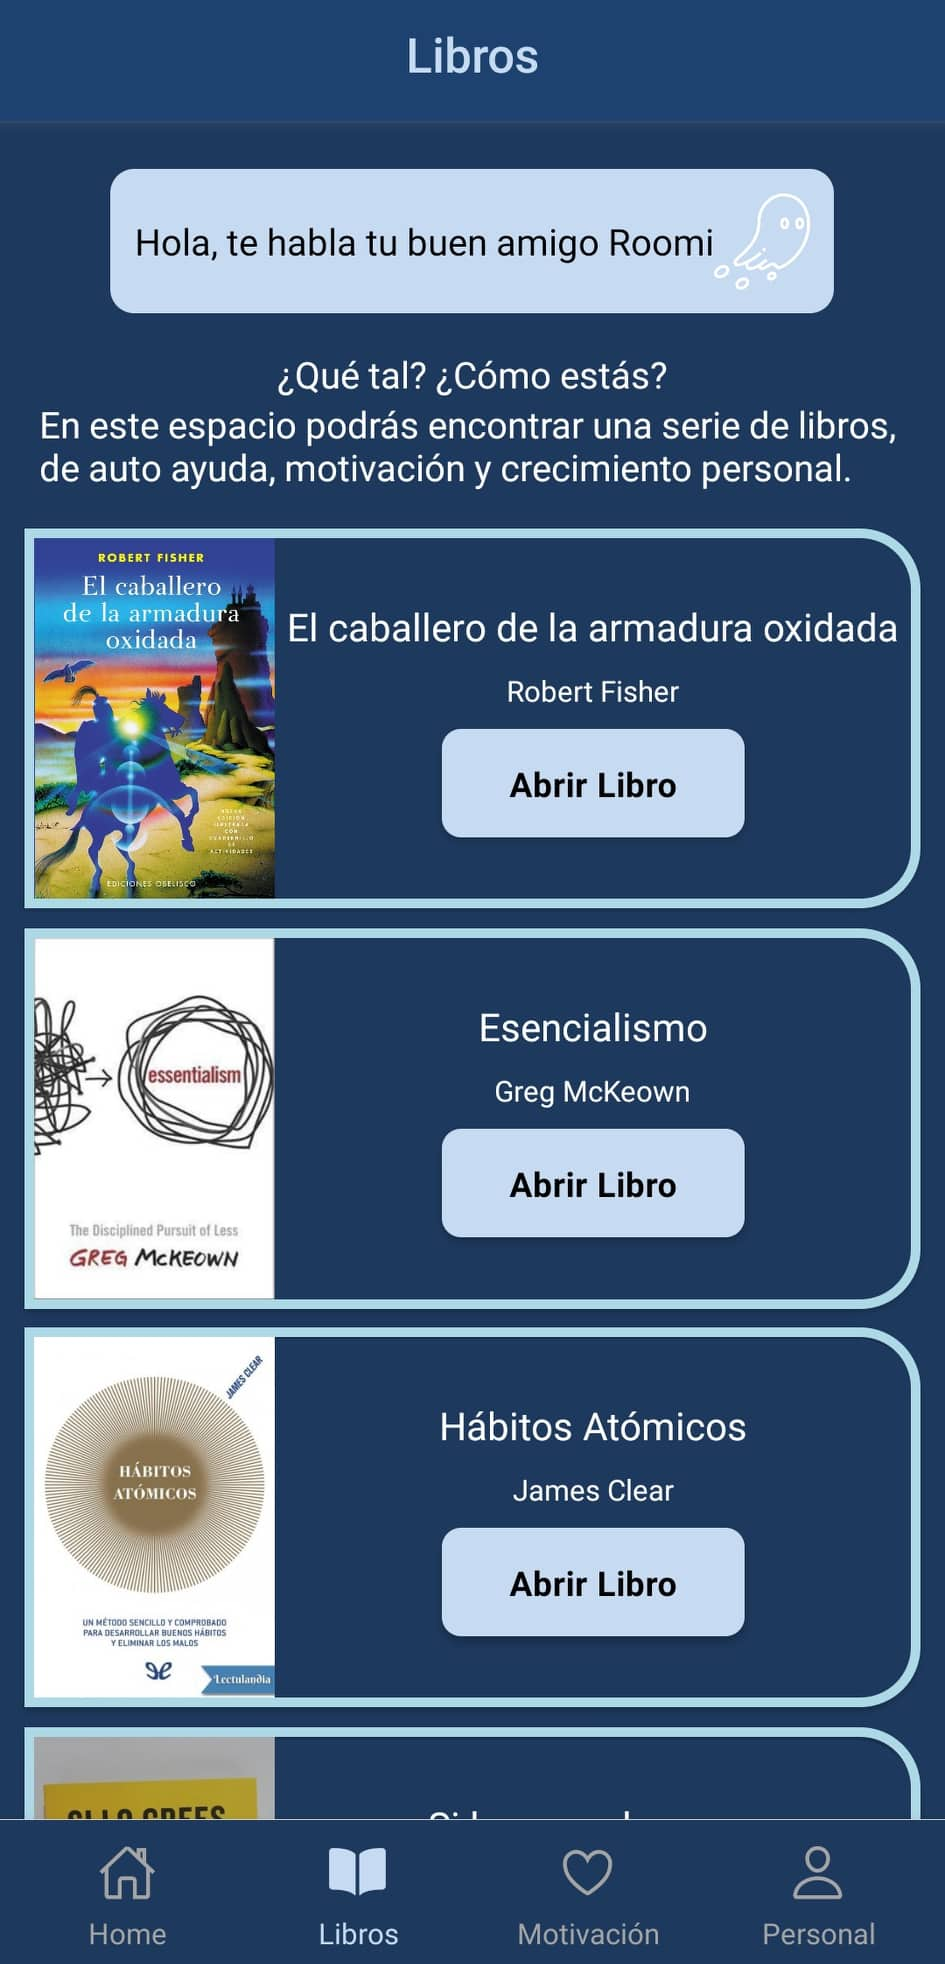 Libros
Hola, te habla tu buen amigo Roomi
¿Qué tal? ¿Cómo estás?
En este espacio podrás encontrar una serie de libros,
de auto ayuda, motivación y crecimiento personal.
ROBERT FISHER
El caballero
de la armadura
oxidada
EDICIONES OBELISCO
El caballero de la armadura oxidada
Robert Fisher
Abrir Libro
essentialism
The Disciplined Pursuit of Less
GREG MCKEOWN
Esencialismo
Greg McKeown
Abrir Libro
JAMES CLEAR
HÁBITOS
ATÓMICOS
UN MÉTODO SENCILLO Y COMPROBADO
PARA DESARROLLAR BUENOS HÁBITOS
Y ELIMINAR LOS MALOS
Lectulandia
Hábitos Atómicos
James Clear
Abrir Libro
Home
Libros
Motivación
Personal